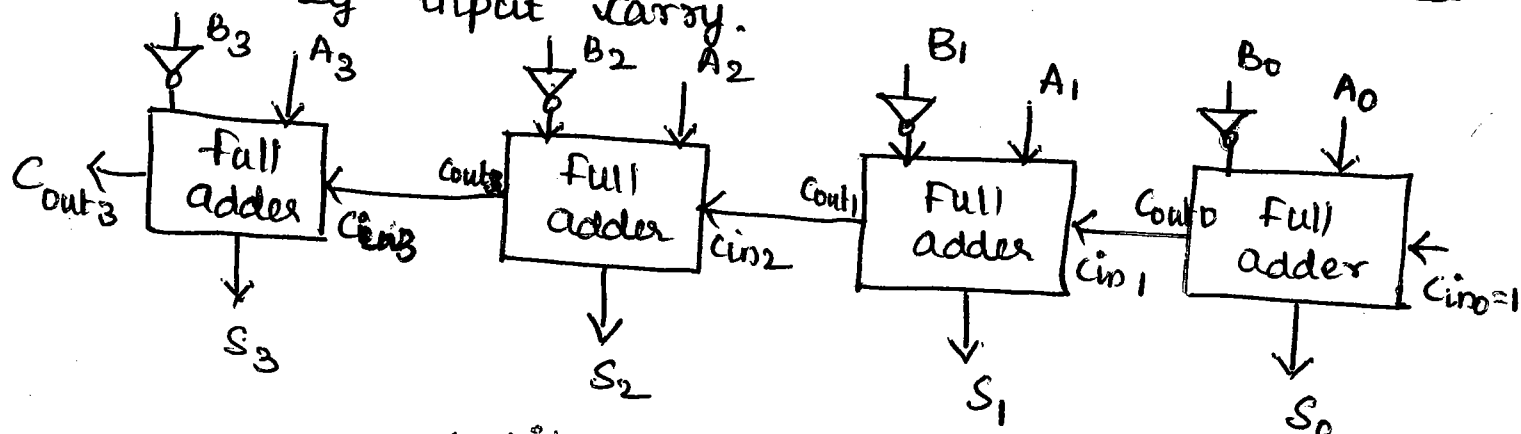 input carry.
B3 A3 B2 A2 B1 A1 B0 A0
Full adder Full adder Full adder Full adder
Cout3 Cin3 Cout2 Cin2 Cout1 Cin1 Cout0 Cin0=1
S3 S2 S1 S0